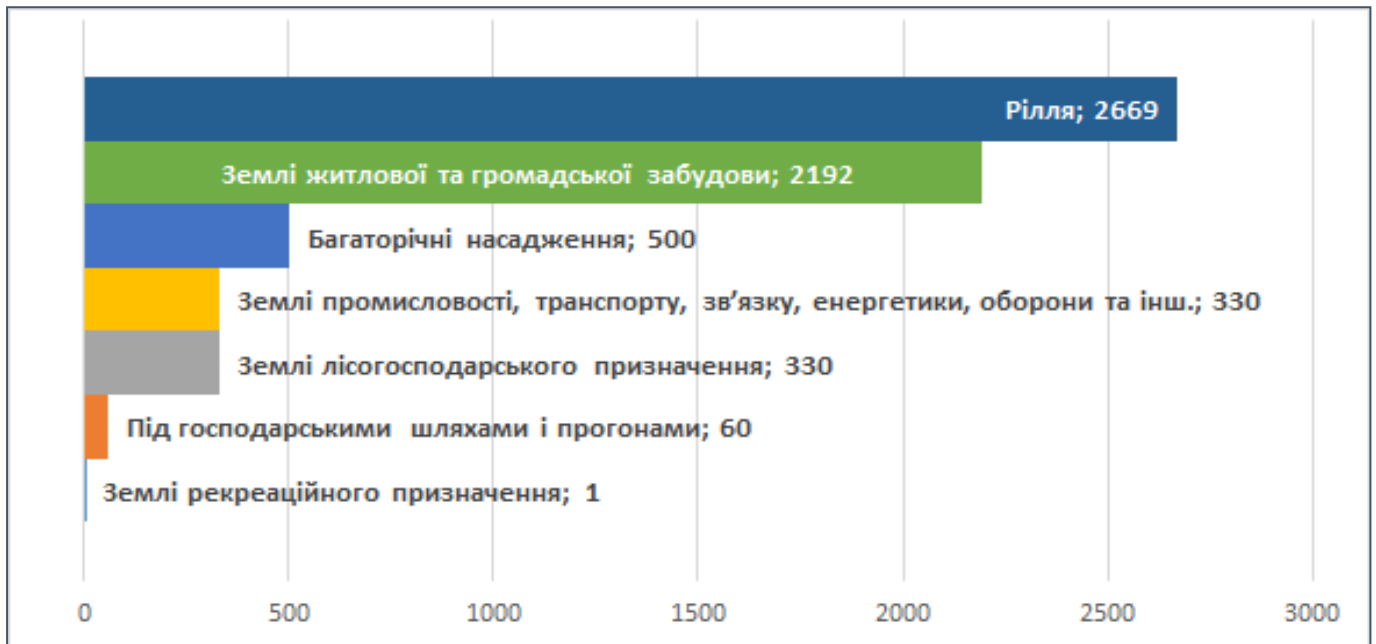 Рілля; 2669
Землі житлової та громадської забудови; 2192
Багаторічні насадження; 500
Землі промисловості, транспорту, зв’язку, енергетики, оборони та інш.; 330
Землі лісогосподарського призначення; 330
Під господарськими шляхами і прогонами; 60
Землі рекреаційного призначення; 1
0 500 1000 1500 2000 2500 3000